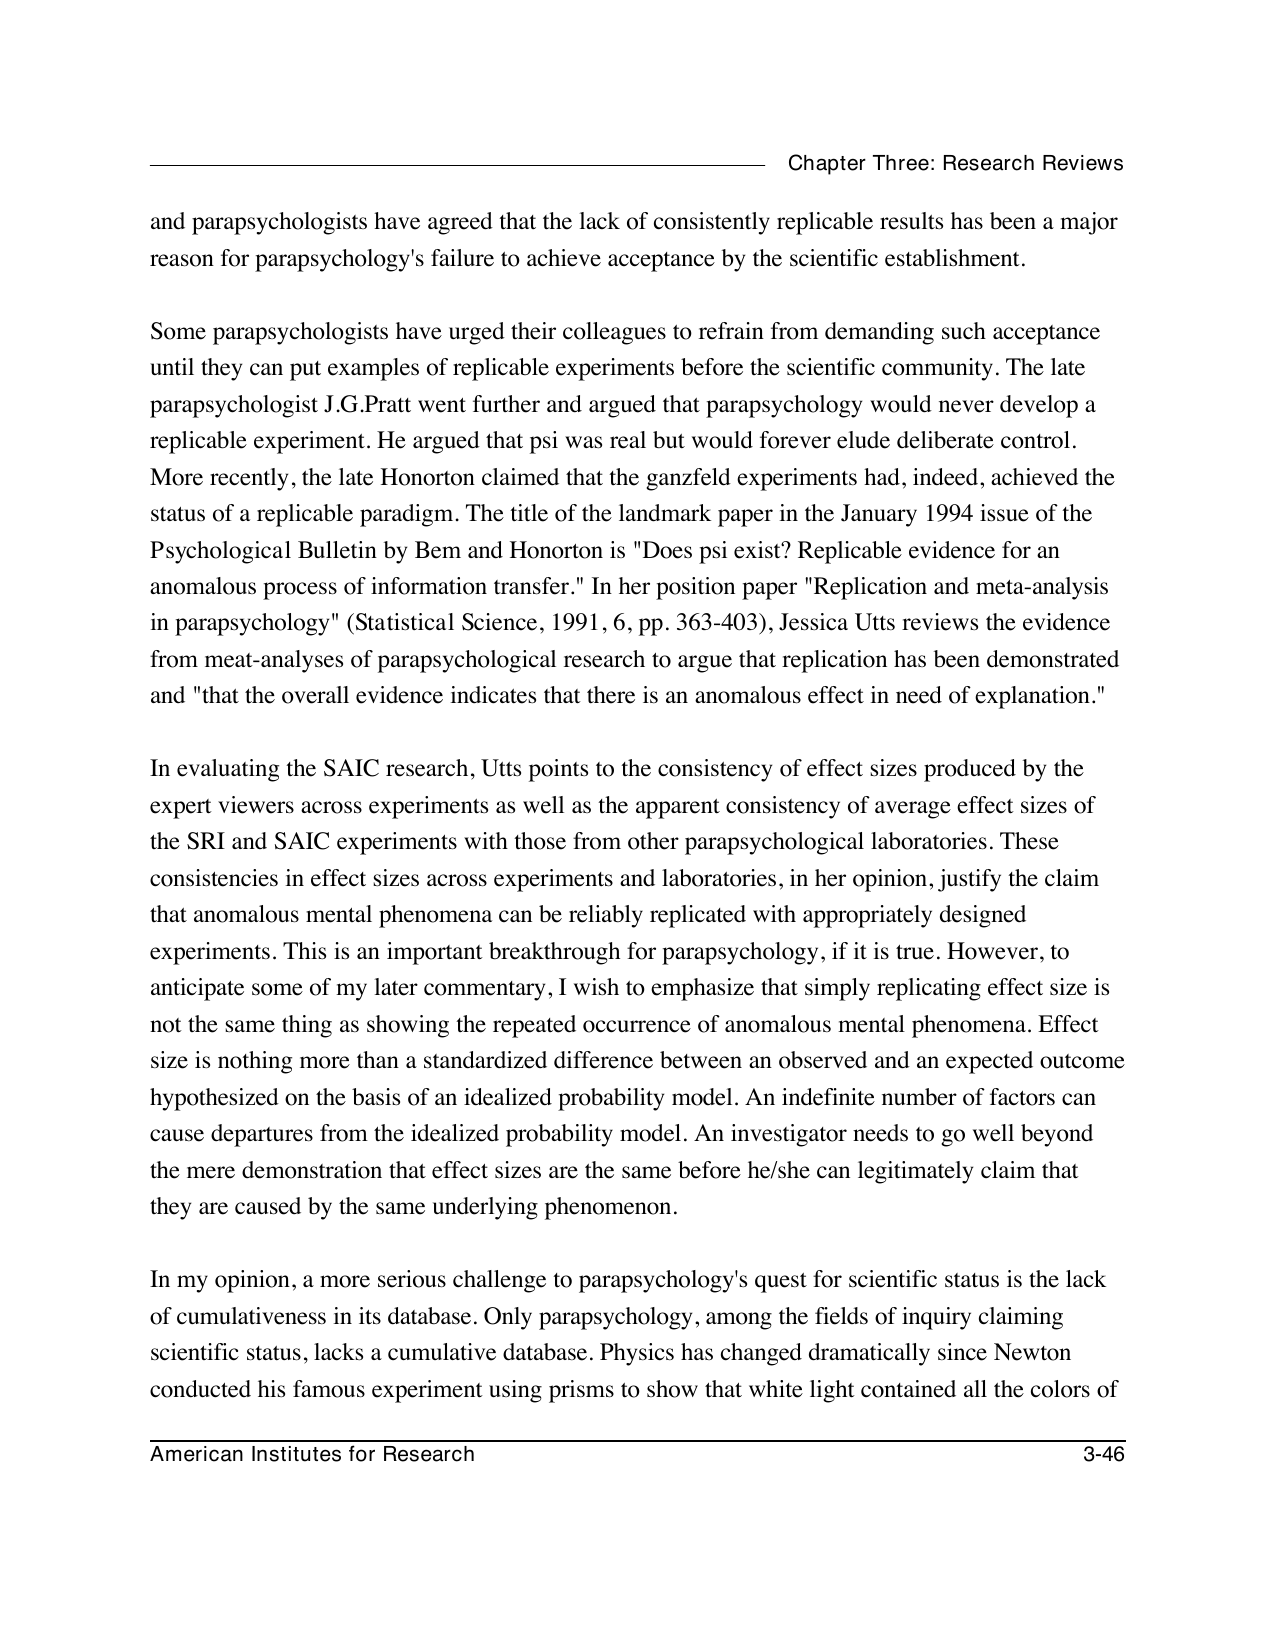 Chapter Three: Research Reviews
and parapsychologists have agreed that the lack of consistently replicable results has been a major
reason for parapsychology's failure to achieve acceptance by the scientific establishment.
Some parapsychologists have urged their colleagues to refrain from demanding such acceptance
until they can put examples of replicable experiments before the scientific community. The late
parapsychologist J.G.Pratt went further and argued that parapsychology would never develop a
replicable experiment. He argued that psi was real but would forever elude deliberate control.
More recently, the late Honorton claimed that the ganzfeld experiments had, indeed, achieved the
status of a replicable paradigm. The title of the landmark paper in the January 1994 issue of the
Psychological Bulletin by Bem and Honorton is "Does psi exist? Replicable evidence for an
anomalous process of information transfer." In her position paper "Replication and meta-analysis
in parapsychology" (Statistical Science, 1991, 6, pp. 363-403), Jessica Utts reviews the evidence
from meat-analyses of parapsychological research to argue that replication has been demonstrated
and "that the overall evidence indicates that there is an anomalous effect in need of explanation."
In evaluating the SAIC research, Utts points to the consistency of effect sizes produced by the
expert viewers across experiments as well as the apparent consistency of average effect sizes of
the SRI and SAIC experiments with those from other parapsychological laboratories. These
consistencies in effect sizes across experiments and laboratories, in her opinion, justify the claim
that anomalous mental phenomena can be reliably replicated with appropriately designed
experiments. This is an important breakthrough for parapsychology, if it is true. However, to
anticipate some of my later commentary, I wish to emphasize that simply replicating effect size is
not the same thing as showing the repeated occurrence of anomalous mental phenomena. Effect
size is nothing more than a standardized difference between an observed and an expected outcome
hypothesized on the basis of an idealized probability model. An indefinite number of factors can
cause departures from the idealized probability model. An investigator needs to go well beyond
the mere demonstration that effect sizes are the same before he/she can legitimately claim that
they are caused by the same underlying phenomenon.
In my opinion, a more serious challenge to parapsychology's quest for scientific status is the lack
of cumulativeness in its database. Only parapsychology, among the fields of inquiry claiming
scientific status, lacks a cumulative database. Physics has changed dramatically since Newton
conducted his famous experiment using prisms to show that white light contained all the colors of
American Institutes for Research 3-46